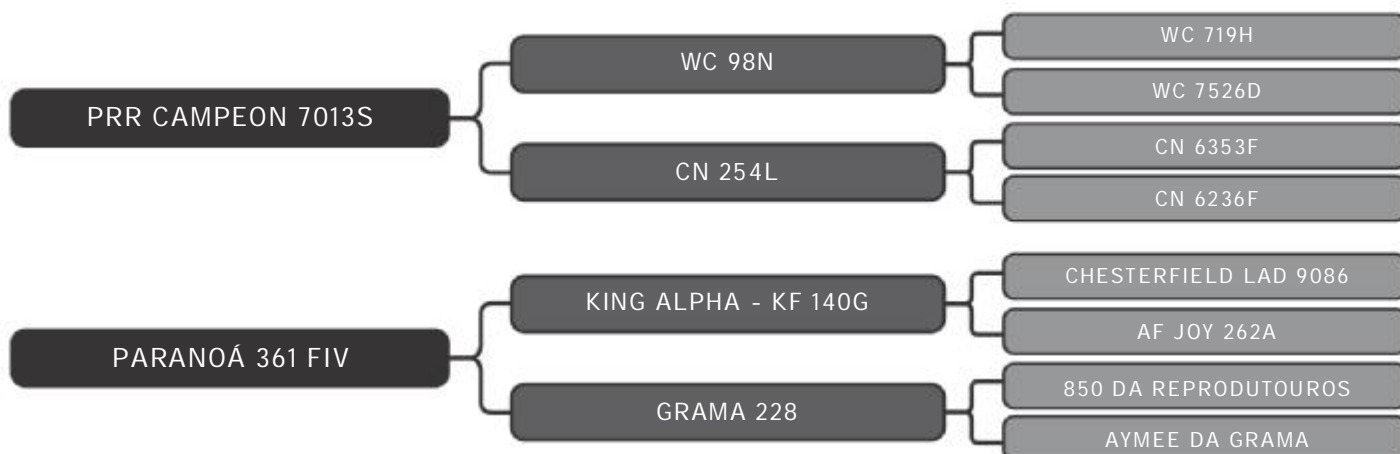 PRR CAMPEON 7013S
WC 98N
WC 719H
WC 7526D
CN 254L
CN 6353F
CN 6236F
PARANOÁ 361 FIV
KING ALPHA - KF 140G
CHESTERFIELD LAD 9086
AF JOY 262A
GRAMA 228
850 DA REPRODUTOUROS
AYMEE DA GRAMA